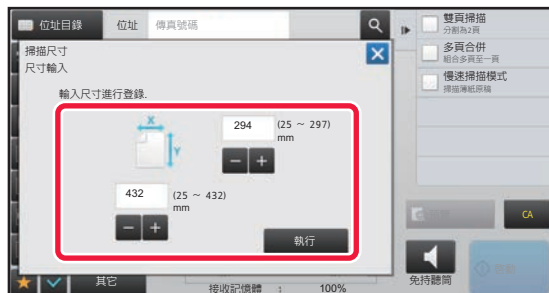 位址目錄 位址 傳真號碼
雙頁掃描
分割為2頁
多頁合併
組合多頁至一頁
慢速掃描模式
掃描薄紙原稿
掃描尺寸
尺寸輸入
輸入尺寸進行登錄.
X
Y
294 (25 ～ 297)
mm
432 (25 ～ 432)
mm
執行
CA
其它
接收記憶體 : 100%
免持聽筒